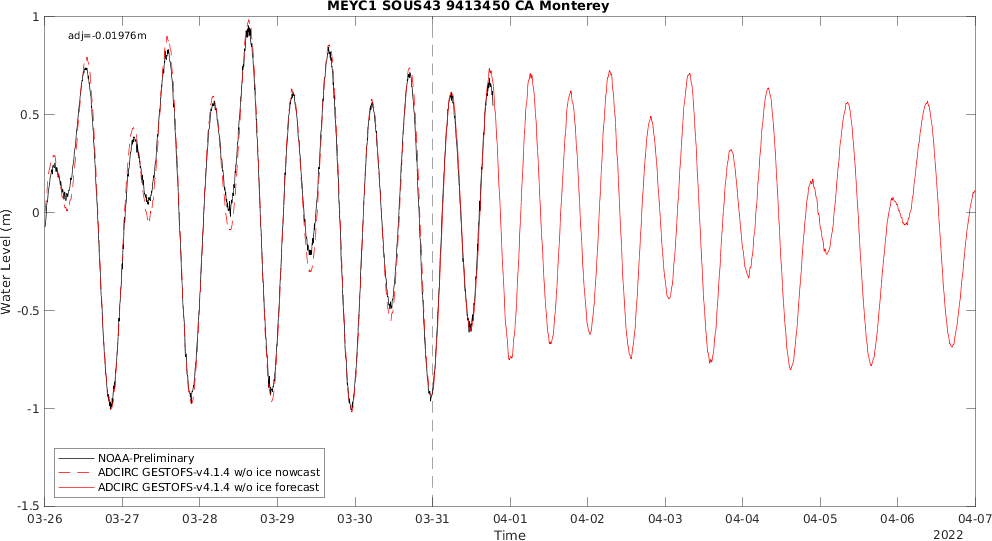 MEYC1 SOUS43 9413450 CA Monterey
adj=-0.01976m
Water Level (m)
1
0.5
0
-0.5
-1
-1.5
NOAA-Preliminary
ADCIRC GESTOFS-v4.1.4 w/o ice nowcast
ADCIRC GESTOFS-v4.1.4 w/o ice forecast
03-26 03-27 03-28 03-29 03-30 03-31 04-01 04-02 04-03 04-04 04-05 04-06 04-07
Time
2022